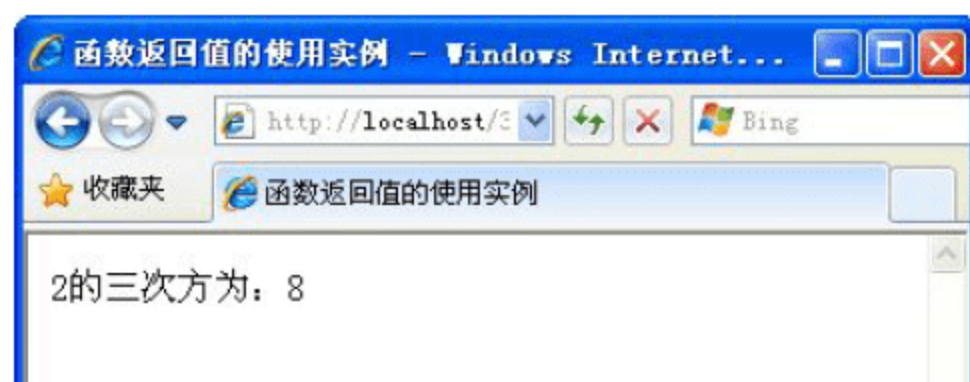 函数返回值的使用实例 - Windows Internet...
http://localhost/3
Bing
收藏夹
函数返回值的使用实例
2的三次方为：8